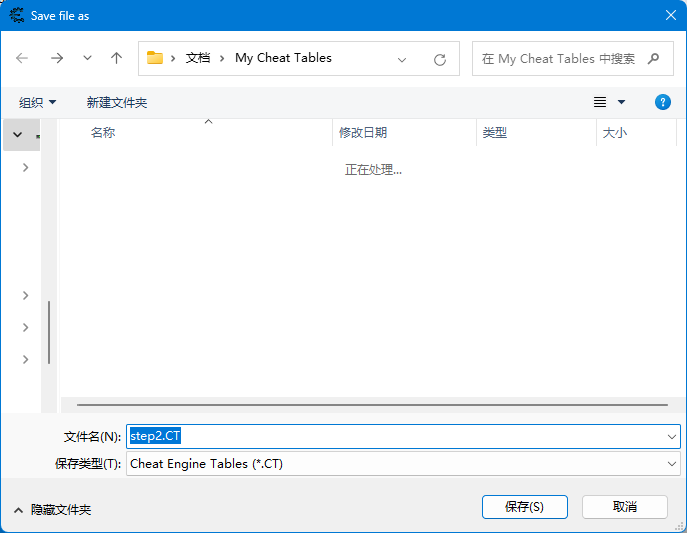 Save file as
文档 My Cheat Tables
在 My Cheat Tables 中搜索
组织 新建文件夹
名称 修改日期 类型 大小
正在处理...
文件名(N): step2.CT
保存类型(T): Cheat Engine Tables (*.CT)
隐藏文件夹 保存(S) 取消